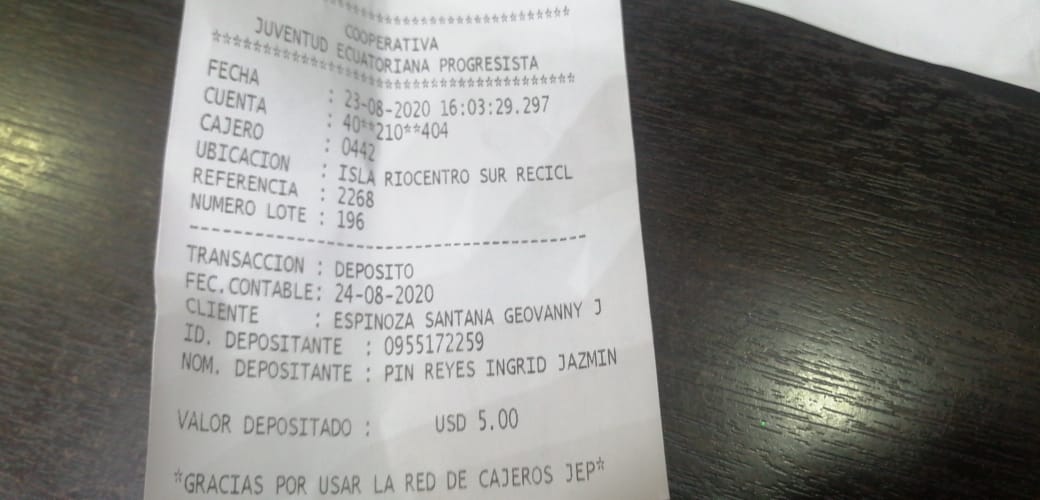 ***********************************
COOPERATIVA
JUVENTUD ECUATORIANA PROGRESISTA
***********************************
FECHA : 23-08-2020 16:03:29.297
CUENTA : 40**210**404
CAJERO : 0442
UBICACION : ISLA RIOCENTRO SUR RECICL
REFERENCIA : 2268
NUMERO LOTE : 196
----------------------------------------
TRANSACCION : DEPOSITO
FEC.CONTABLE: 24-08-2020
CLIENTE : ESPINOZA SANTANA GEOVANNY J
ID. DEPOSITANTE : 0955172259
NOM. DEPOSITANTE : PIN REYES INGRID JAZMIN
VALOR DEPOSITADO : USD 5.00
*GRACIAS POR USAR LA RED DE CAJEROS JEP*